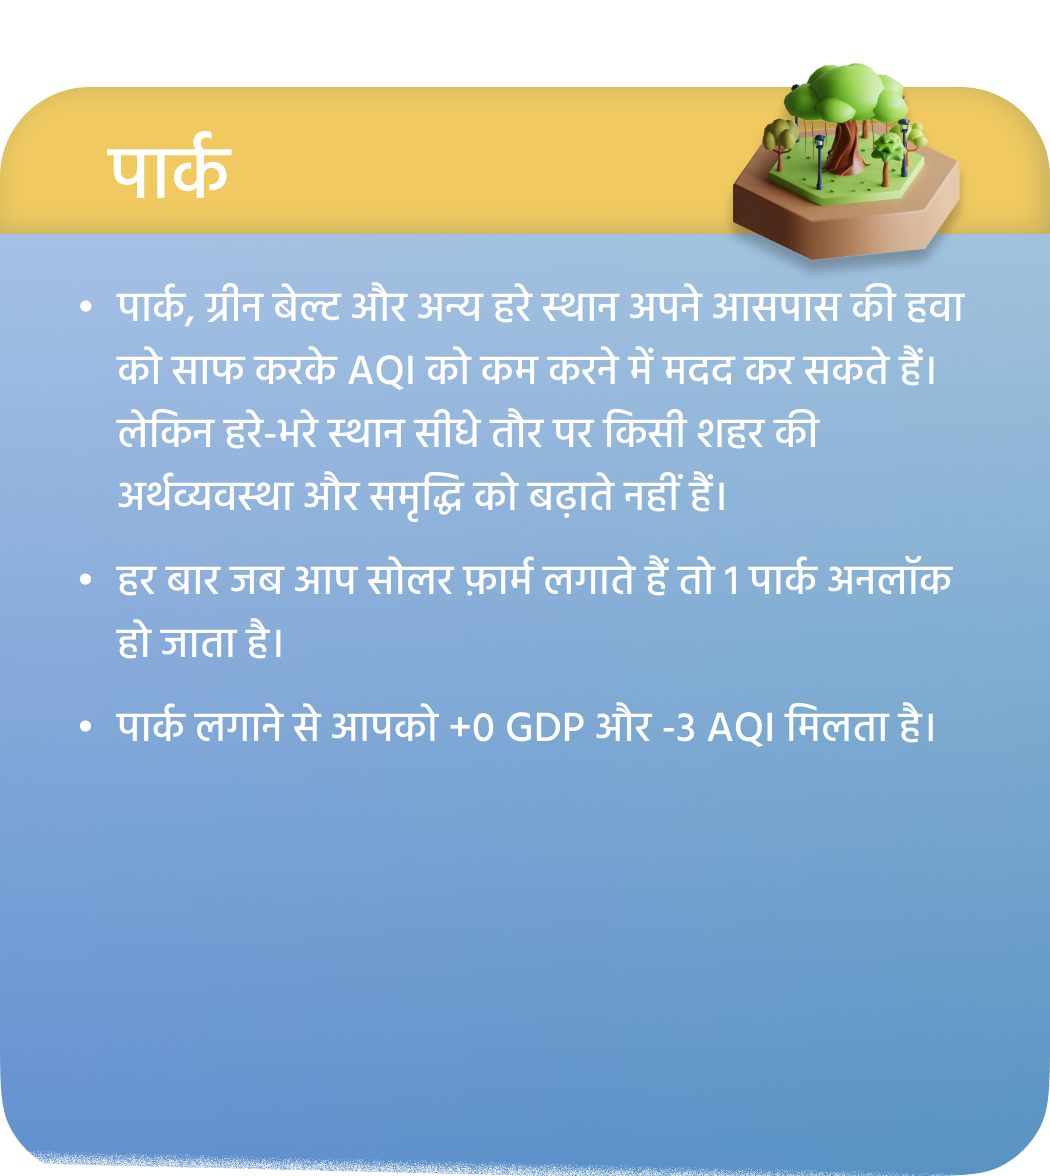 पार्क
• पार्क, ग्रीन बेल्ट और अन्य हरे स्थान अपने आसपास की हवा
को साफ करके AQI को कम करने में मदद कर सकते हैं।
लेकिन हरे-भरे स्थान सीधे तौर पर किसी शहर की
अर्थव्यवस्था और समृद्धि को बढ़ाते नहीं हैं।
• हर बार जब आप सोलर फ़ार्म लगाते हैं तो 1 पार्क अनलॉक
हो जाता है।
• पार्क लगाने से आपको +0 GDP और -3 AQI मिलता है।